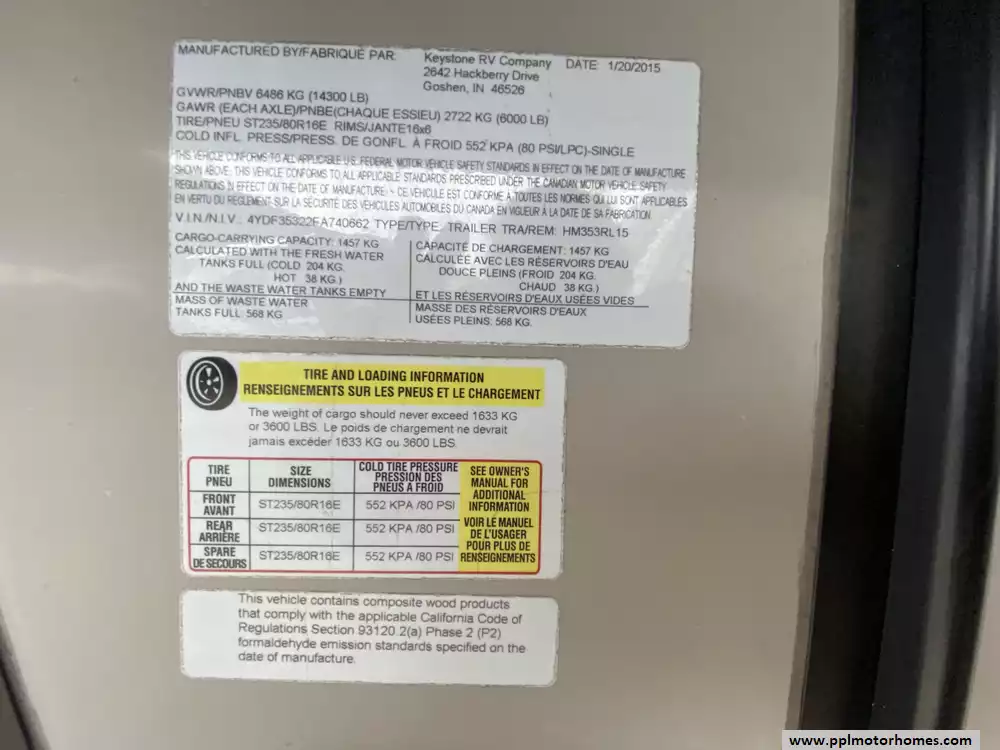 MANUFACTURED BY/FABRIQUÉ PAR: Keystone RV Company DATE: 1/20/2015
2642 Hackberry Drive
Goshen, IN 46526
GVWR/PNBV 6486 KG (14300 LB)
GAWR (EACH AXLE)/PNBE(CHAQUE ESSIEU) 2722 KG (6000 LB)
TIRE/PNEU ST235/80R16E RIMS/JANTE16x6
COLD INFL. PRESS/PRESS. DE GONFL. À FROID 552 KPA (80 PSI/LPC)-SINGLE
THIS VEHICLE CONFORMS TO ALL APPLICABLE U.S. FEDERAL MOTOR VEHICLE SAFETY STANDARDS IN EFFECT ON THE DATE OF MANUFACTURE
SHOWN ABOVE. THIS VEHICLE CONFORMS TO ALL APPLICABLE STANDARDS PRESCRIBED UNDER THE CANADIAN MOTOR VEHICLE SAFETY
REGULATIONS IN EFFECT ON THE DATE OF MANUFACTURE. - CE VEHICULE EST CONFORME À TOUTES LES NORMES QUI LUI SONT APPLICABLES
EN VERTU DU REGLEMENT SUR LA SÉCURITÉ DES VÉHICULES AUTOMOBILES DU CANADA EN VIGUEUR À LA DATE DE SA FABRICATION.
V.I.N./N.I.V.: 4YDF35322FA740662 TYPE/TYPE: TRAILER TRA/REM: HM353RL15
CARGO-CARRYING CAPACITY: 1457 KG
CALCULATED WITH THE FRESH WATER
TANKS FULL (COLD 204 KG.
HOT 38 KG.)
AND THE WASTE WATER TANKS EMPTY
MASS OF WASTE WATER
TANKS FULL: 568 KG
CAPACITÉ DE CHARGEMENT: 1457 KG
CALCULÉE AVEC LES RÉSERVOIRS D'EAU
DOUCE PLEINS (FROID 204 KG.
CHAUD 38 KG.)
ET LES RÉSERVOIRS D'EAUX USÉES VIDES
MASSE DES RÉSERVOIRS D'EAUX
USÉES PLEINS: 568 KG.
TIRE AND LOADING INFORMATION
RENSEIGNEMENTS SUR LES PNEUS ET LE CHARGEMENT
The weight of cargo should never exceed 1633 KG
or 3600 LBS. Le poids de chargement ne devrait
jamais excéder 1633 KG ou 3600 LBS.
TIRE
PNEU
SIZE
DIMENSIONS
COLD TIRE PRESSURE
PRESSION DES
PNEUS A FROID
SEE OWNER'S
MANUAL FOR
ADDITIONAL
INFORMATION
VOIR LE MANUEL
DE L'USAGER
POUR PLUS DE
RENSEIGNEMENTS
FRONT
AVANT
ST235/80R16E 552 KPA /80 PSI
REAR
ARRIÈRE
ST235/80R16E 552 KPA /80 PSI
SPARE
DE SECOURS
ST235/80R16E 552 KPA /80 PSI
This vehicle contains composite wood products
that comply with the applicable California Code of
Regulations Section 93120.2(a) Phase 2 (P2)
formaldehyde emission standards specified on the
date of manufacture.
www.pplmotorhomes.com